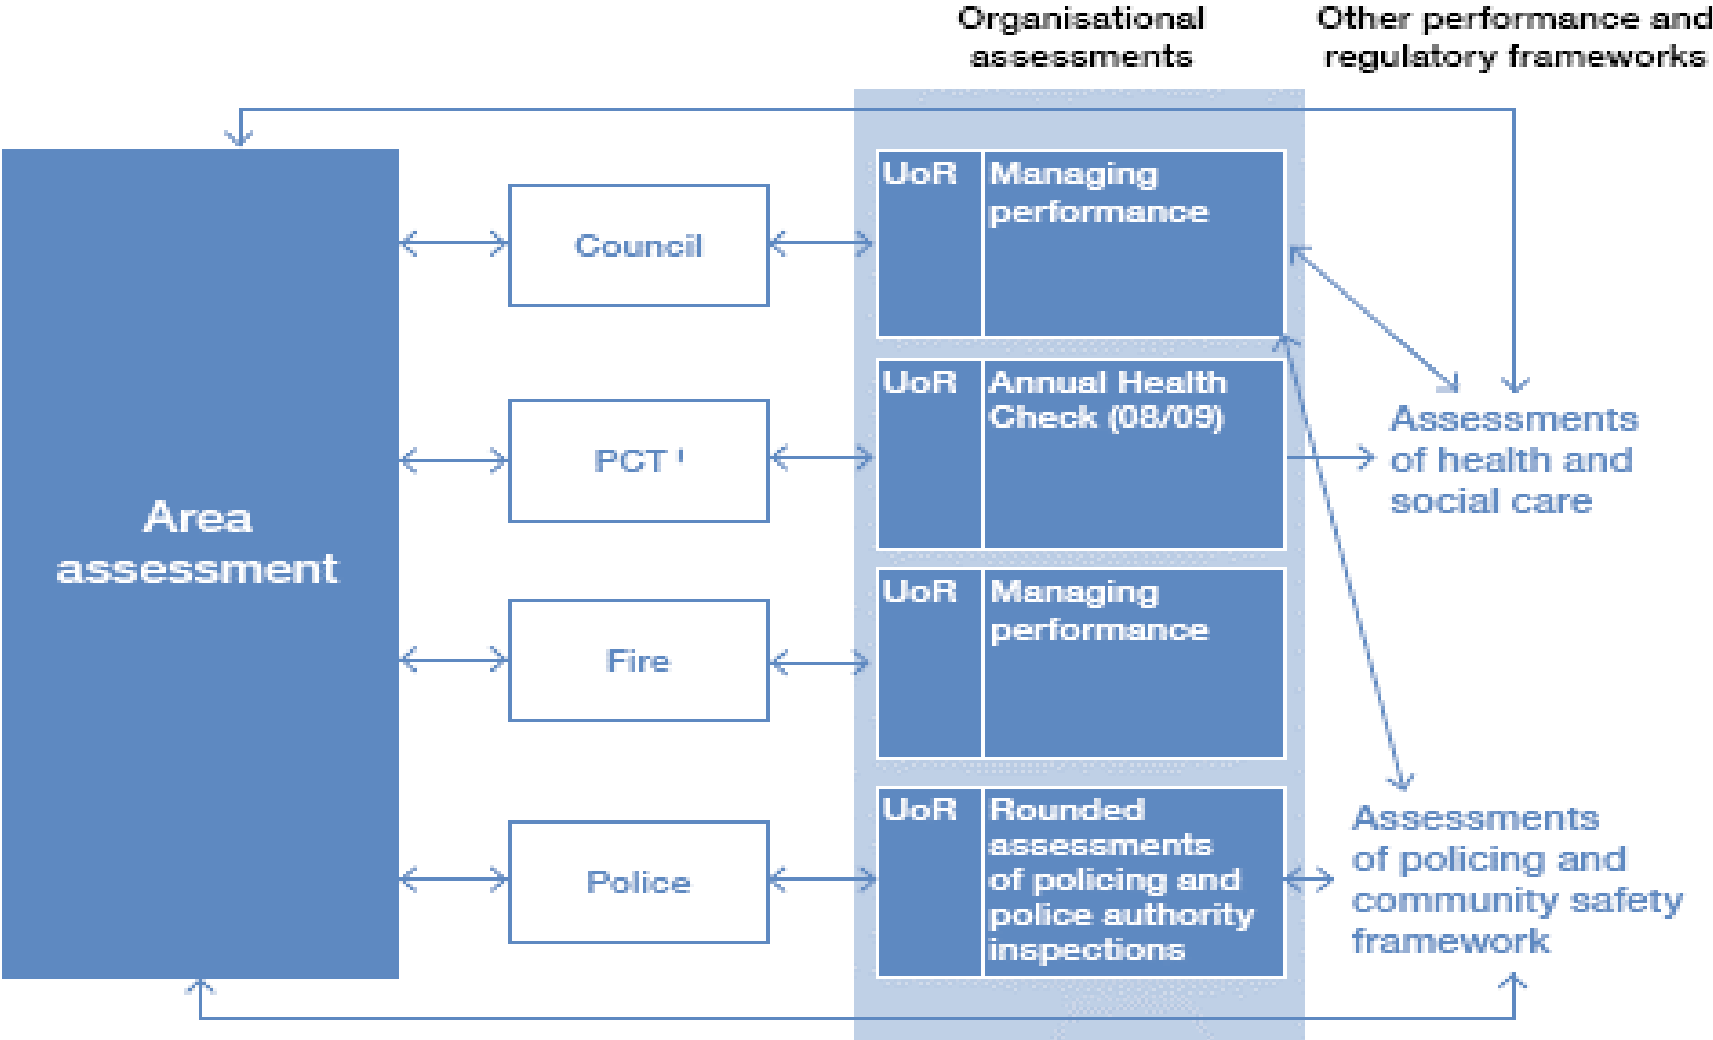 Organisational
assessments
Other performance and
regulatory frameworks
Area
assessment
Council
UoR
Managing
performance
PCT ¹
UoR
Annual Health
Check (08/09)
Assessments
of health and
social care
Fire
UoR
Managing
performance
Police
UoR
Rounded
assessments
of policing and
police authority
inspections
Assessments
of policing and
community safety
framework